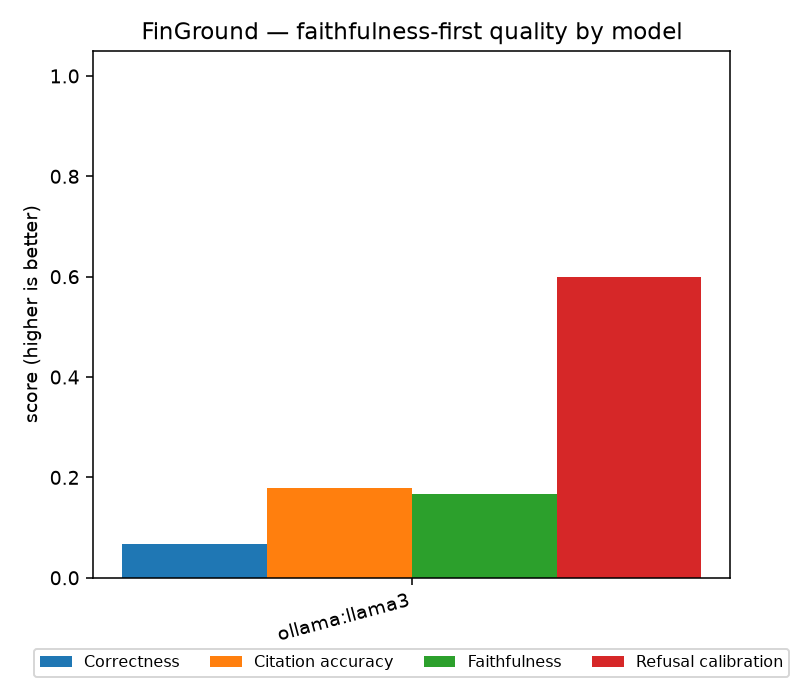 FinGround — faithfulness-first quality by model
score (higher is better)
1.0
0.8
0.6
0.4
0.2
0.0
ollama:llama3
Correctness Citation accuracy Faithfulness Refusal calibration